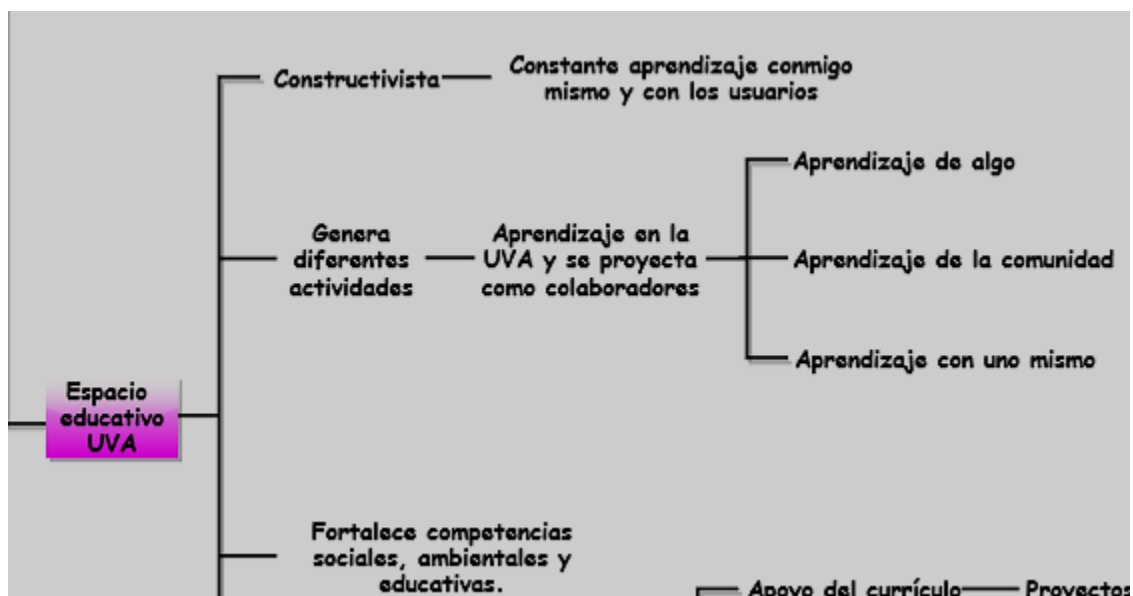 Constructivista
Constante aprendizaje conmigo
mismo y con los usuarios
Aprendizaje de algo
Genera
diferentes
actividades
Aprendizaje en la
UVA y se proyecta
como colaboradores
Aprendizaje de la comunidad
Aprendizaje con uno mismo
Espacio
educativo
UVA
Fortalece competencias
sociales, ambientales y
educativas.
Apoyo del currículo
Proyectos